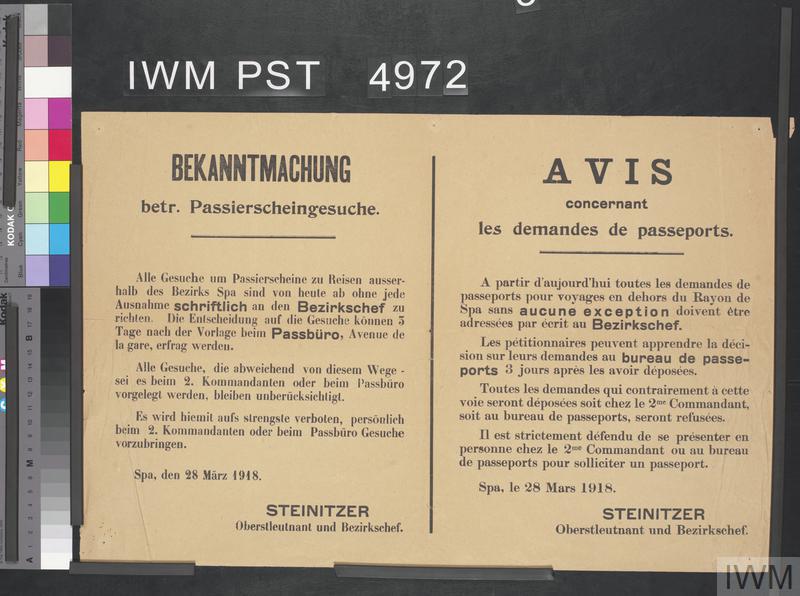 IWM PST 4972
BEKANNTMACHUNG
betr. Passierscheingesuche.
Alle Gesuche um Passierscheine zu Reisen ausser-
halb des Bezirks Spa sind von heute ab ohne jede
Ausnahme schriftlich an den Bezirkschef zu
richten. Die Entscheidung auf die Gesuche können 3
Tage nach der Vorlage beim Passbüro, Avenue de
la gare, erfrag werden.
Alle Gesuche, die abweichend von diesem Wege -
sei es beim 2. Kommandanten oder beim Passbüro
vorgelegt werden, bleiben unberücksichtigt.
Es wird hiemit aufs strengste verboten, persönlich
beim 2. Kommandanten oder beim Passbüro Gesuche
vorzubringen.
Spa, den 28 März 1918.
STEINITZER
Oberstleutnant und Bezirkschef.
AVIS
concernant
les demandes de passeports.
A partir d'aujourd'hui toutes les demandes de
passeports pour voyages en dehors du Rayon de
Spa sans aucune exception doivent être
adressées par écrit au Bezirkschef.
Les pétitionnaires peuvent apprendre la déci-
sion sur leurs demandes au bureau de passe-
ports 3 jours après les avoir déposées.
Toutes les demandes qui contrairement à cette
voie seront déposées soit chez le 2me Commandant,
soit au bureau de passeports, seront refusées.
Il est strictement défendu de se présenter en
personne chez le 2me Commandant ou au bureau
de passeports pour solliciter un passeport.
Spa, le 28 Mars 1918.
STEINITZER
Oberstleutnant und Bezirkschef.
KODAK
Kodak
IWM